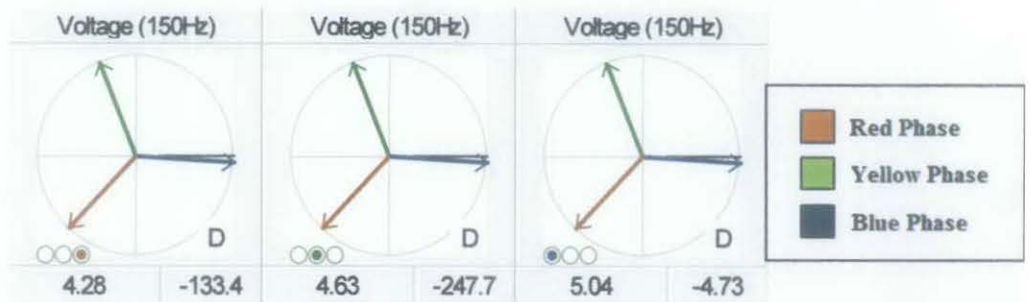 Voltage (150Hz) Voltage (150Hz) Voltage (150Hz)
D D D
4.28 -133.4 4.63 -247.7 5.04 -4.73
Red Phase
Yellow Phase
Blue Phase